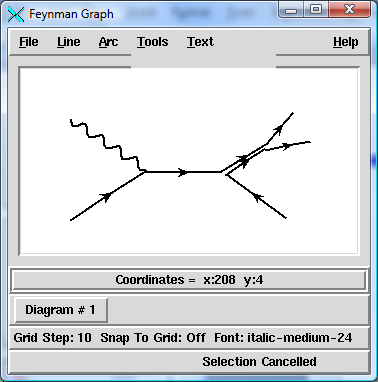 Feynman Graph
File Line Arc Tools Text Help
Coordinates = x:208 y:4
Diagram # 1
Grid Step: 10 Snap To Grid: Off Font: italic-medium-24
Selection Cancelled